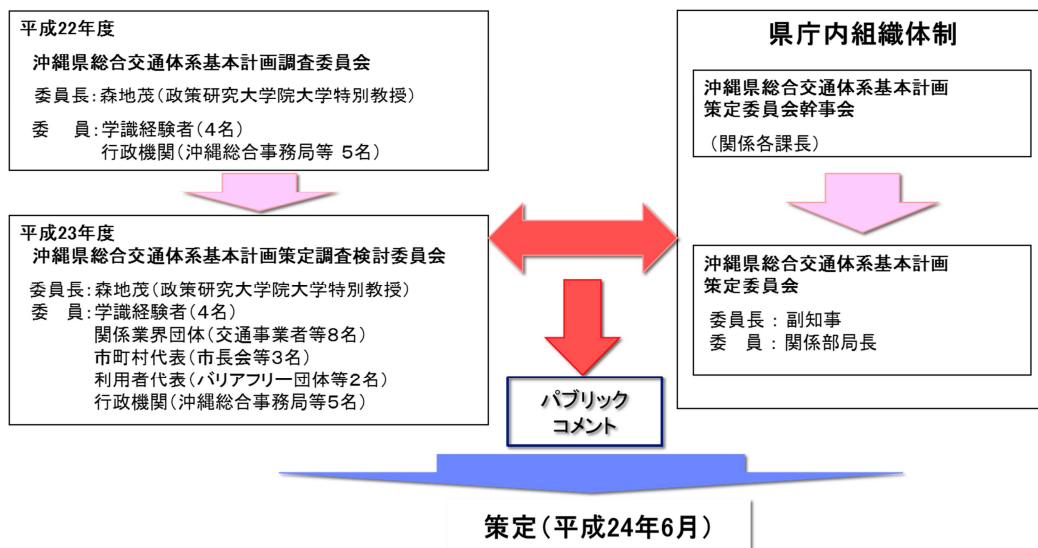 平成22年度
沖縄県総合交通体系基本計画調査委員会
委員長:森地茂(政策研究大学院大学特別教授)
委　員:学識経験者(4名)
行政機関(沖縄総合事務局等 5名)
平成23年度
沖縄県総合交通体系基本計画策定調査検討委員会
委員長:森地茂(政策研究大学院大学特別教授)
委　員:学識経験者(4名)
関係業界団体(交通事業者等8名)
市町村代表(市長会等3名)
利用者代表(バリアフリー団体等2名)
行政機関(沖縄総合事務局等5名)
県庁内組織体制
沖縄県総合交通体系基本計画
策定委員会幹事会
(関係各課長)
沖縄県総合交通体系基本計画
策定委員会
委員長 : 副知事
委　員 : 関係部局長
パブリック
コメント
策定(平成24年6月)